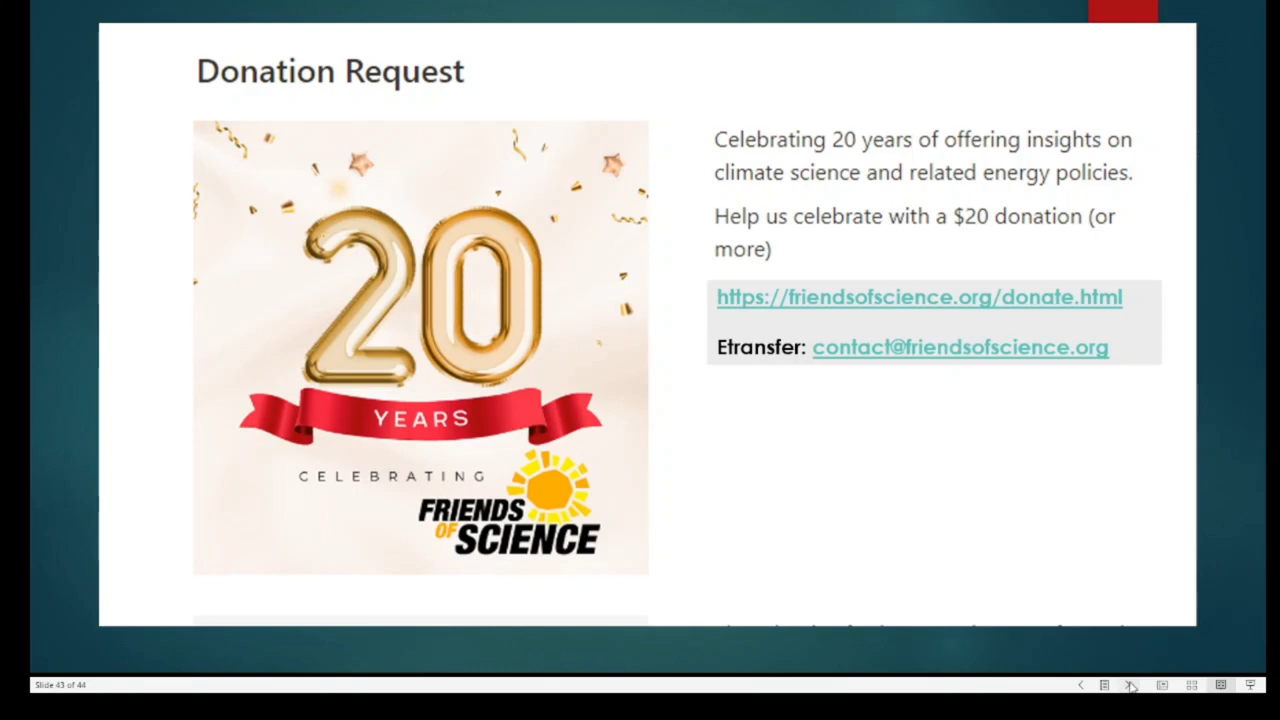 Donation Request
20
YEARS
CELEBRATING
FRIENDS
OF
SCIENCE
Celebrating 20 years of offering insights on
climate science and related energy policies.
Help us celebrate with a $20 donation (or
more)
https://friendsofscience.org/donate.html
Etransfer: contact@friendsofscience.org
Slide 43 of 44